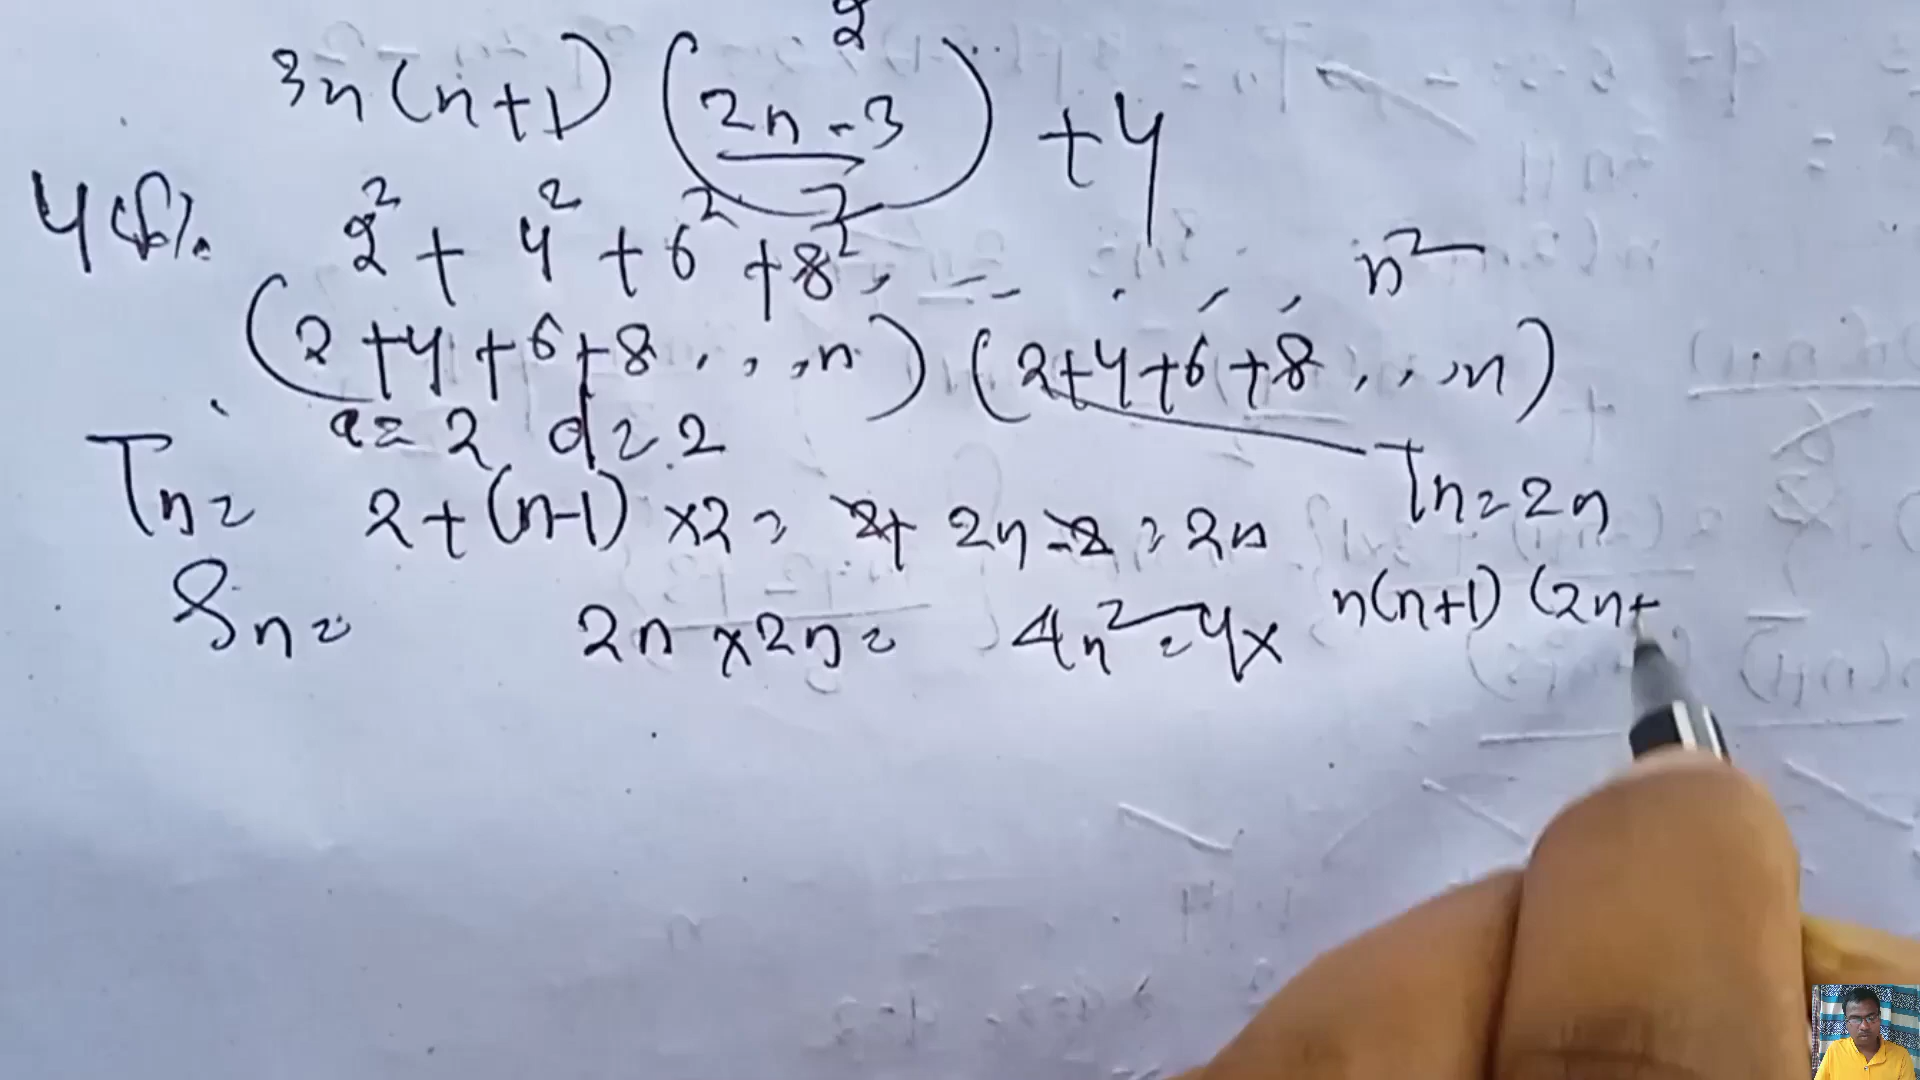 3n(n+1) (2n-3 / 2)² + 4
4(b). 2² + 4² + 6² + 8², - - . , , n²
(2+4+6+8 . , , n) (2+4+6+8 . , , n)
a=2 d=2
Tn= 2+(n-1)×2= 2+2n-2=2n Tn=2n
Sn= 2n×2n= 4n²=4× n(n+1) (2n+